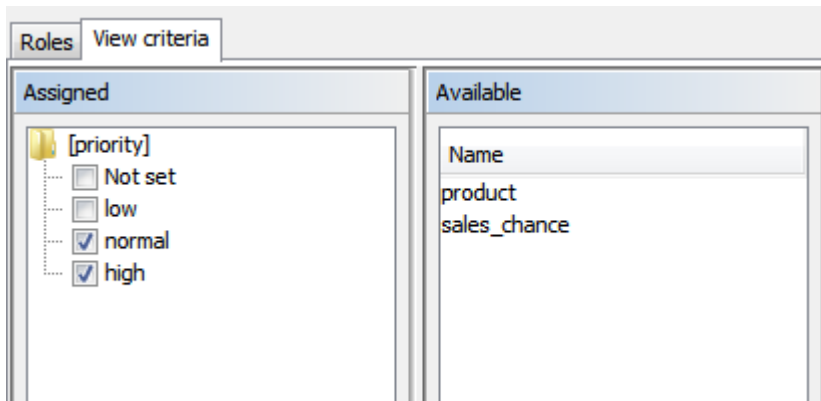 Roles View criteria
Assigned
[priority]
Not set
low
normal
high
Available
Name
product
sales_chance